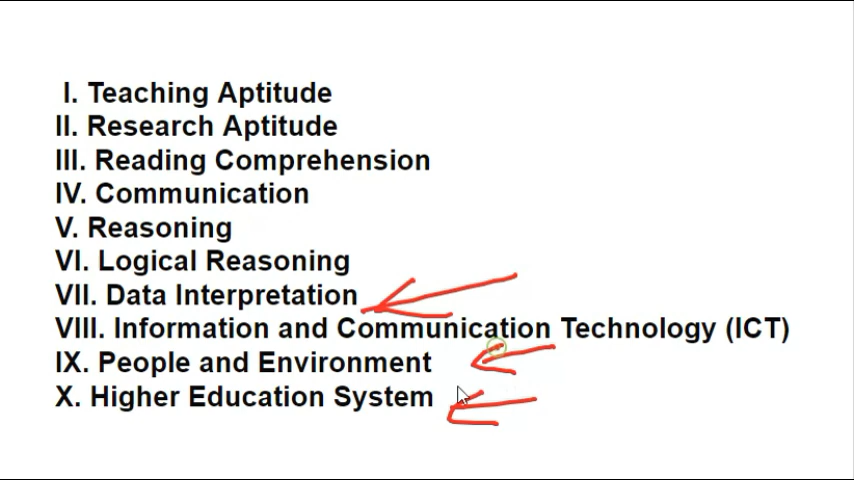 I. Teaching Aptitude
II. Research Aptitude
III. Reading Comprehension
IV. Communication
V. Reasoning
VI. Logical Reasoning
VII. Data Interpretation
VIII. Information and Communication Technology (ICT)
IX. People and Environment
X. Higher Education System